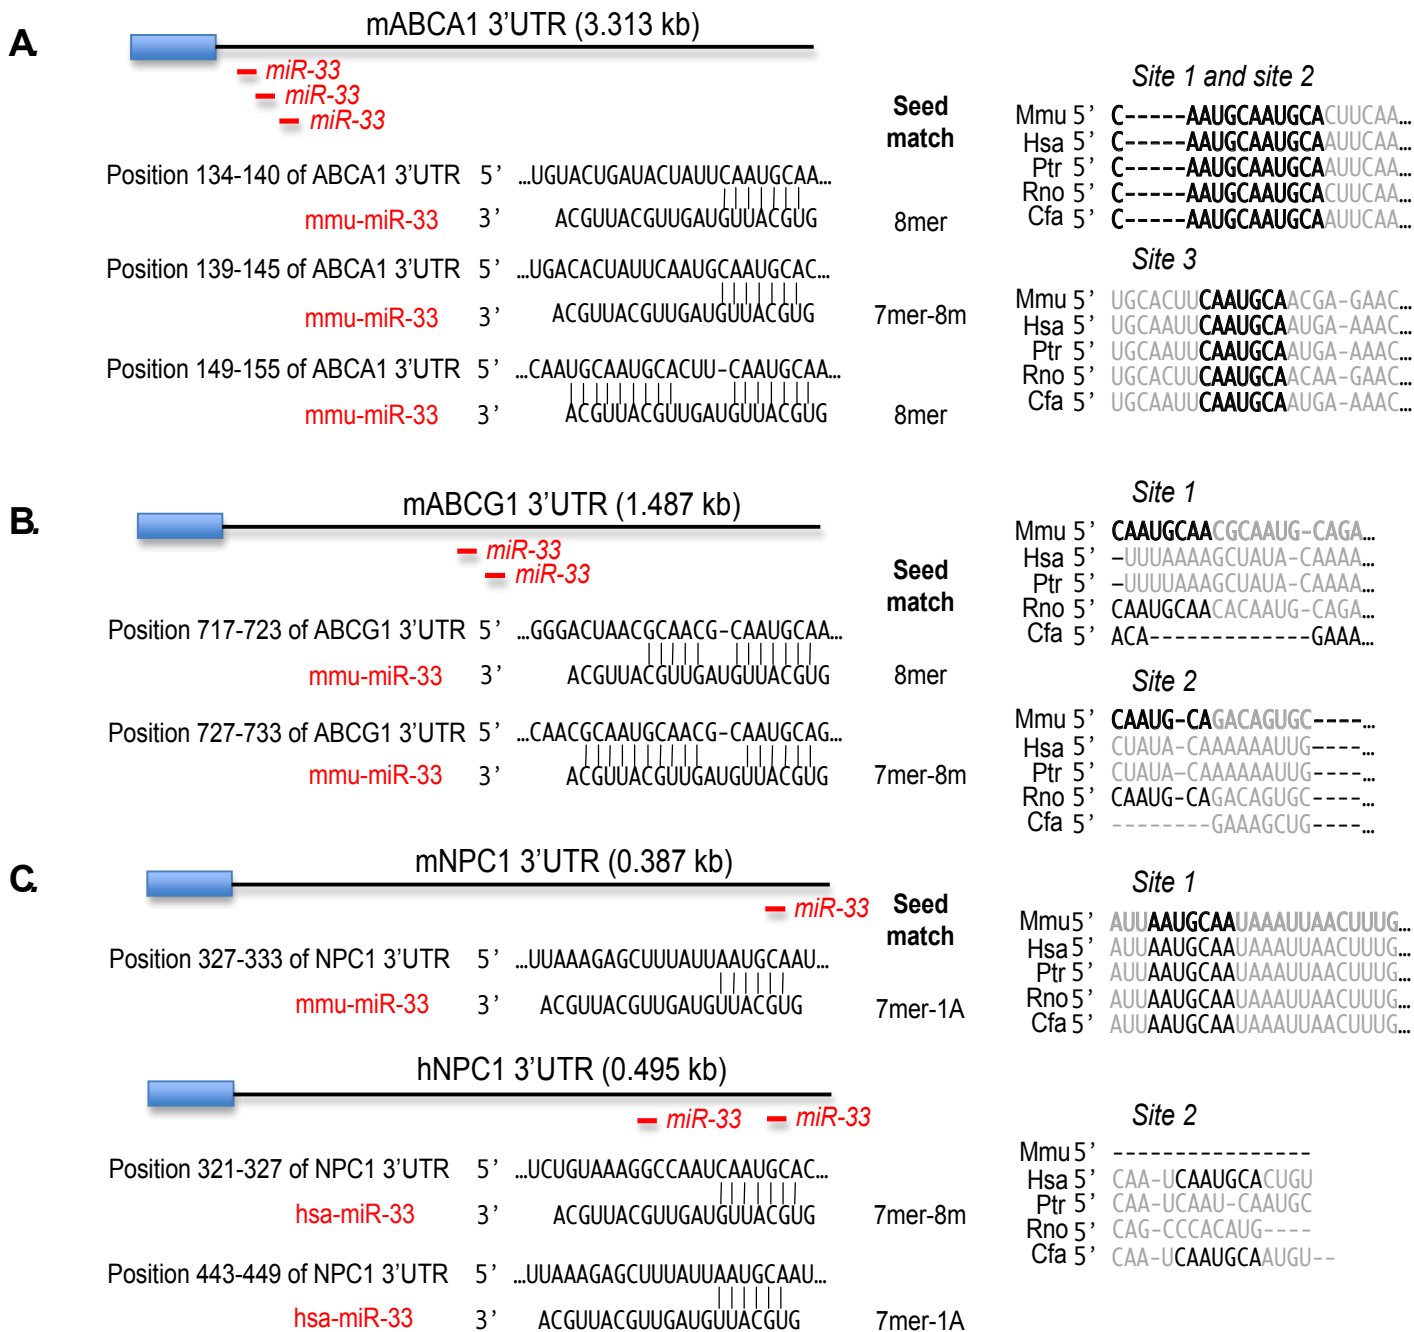 A.
mABCA1 3’UTR (3.313 kb)
miR-33
miR-33
miR-33
Seed match
Position 134-140 of ABCA1 3’UTR 5’ …UGUACUGAUACUAUUCAAUGCAA…
mmu-miR-33 3’ ACGUUACGUUGAUGUUACGUG 8mer
Position 139-145 of ABCA1 3’UTR 5’ …UGACACUAUUCAAUGCAAUGCAC…
mmu-miR-33 3’ ACGUUACGUUGAUGUUACGUG 7mer-8m
Position 149-155 of ABCA1 3’UTR 5’ …CAAUGCAAUGCACUU-CAAUGCAA…
mmu-miR-33 3’ ACGUUACGUUGAUGUUACGUG 8mer
Site 1 and site 2
Mmu 5’ C-----AAUGCAAUGCACUUCAA…
Hsa 5’ C-----AAUGCAAUGCAAUUCAA…
Ptr 5’ C-----AAUGCAAUGCAAUUCAA…
Rno 5’ C-----AAUGCAAUGCACUUCAA…
Cfa 5’ C-----AAUGCAAUGCAAUUCAA…
Site 3
Mmu 5’ UGCACUUCAAUGCAACGA-GAAC…
Hsa 5’ UGCAAUUCAAUGCAAUGA-AAAC…
Ptr 5’ UGCAAUUCAAUGCAAUGA-AAAC…
Rno 5’ UGCACUUCAAUGCAACAA-GAAC…
Cfa 5’ UGCAAUUCAAUGCAAUGA-AAAC…
B.
mABCG1 3’UTR (1.487 kb)
miR-33
miR-33
Seed match
Position 717-723 of ABCG1 3’UTR 5’ …GGGACUAACGCAACG-CAAUGCAA…
mmu-miR-33 3’ ACGUUACGUUGAUGUUACGUG 8mer
Position 727-733 of ABCG1 3’UTR 5’ …CAACGCAAUGCAACG-CAAUGCAG…
mmu-miR-33 3’ ACGUUACGUUGAUGUUACGUG 7mer-8m
Site 1
Mmu 5’ CAAUGCAACGCAAUG-CAGA…
Hsa 5’ -UUUAAAAGCUAUA-CAAAA…
Ptr 5’ -UUUUAAAGCUAUA-CAAAA…
Rno 5’ CAAUGCAACACAAUG-CAGA…
Cfa 5’ ACA-------------GAAA…
Site 2
Mmu 5’ CAAUG-CAGACAGUGC----…
Hsa 5’ CUAUA-CAAAAAAUUG----…
Ptr 5’ CUAUA-CAAAAAAUUG----…
Rno 5’ CAAUG-CAGACAGUGC----…
Cfa 5’ --------GAAAGCUG----…
C.
mNPC1 3’UTR (0.387 kb)
miR-33
Seed match
Position 327-333 of NPC1 3’UTR 5’ …UUAAAGAGCUUUAUUAAUGCAAU…
mmu-miR-33 3’ ACGUUACGUUGAUGUUACGUG 7mer-1A
Site 1
Mmu 5’ AUUAAUGCAAUAAAUUAACUUUG…
Hsa 5’ AUUAAUGCAAUAAAUUAACUUUG…
Ptr 5’ AUUAAUGCAAUAAAUUAACUUUG…
Rno 5’ AUUAAUGCAAUAAAUUAACUUUG…
Cfa 5’ AUUAAUGCAAUAAAUUAACUUUG…
hNPC1 3’UTR (0.495 kb)
miR-33
miR-33
Position 321-327 of NPC1 3’UTR 5’ …UCUGUAAAGGCCAAUCAAUGCAC…
hsa-miR-33 3’ ACGUUACGUUGAUGUUACGUG 7mer-8m
Position 443-449 of NPC1 3’UTR 5’ …UUAAAGAGCUUUAUUAAUGCAAU…
hsa-miR-33 3’ ACGUUACGUUGAUGUUACGUG 7mer-1A
Site 2
Mmu 5’ ----------------
Hsa 5’ CAA-UCAAUGCACUGU
Ptr 5’ CAA-UCAAU-CAAUGC
Rno 5’ CAG-CCCACAUG----
Cfa 5’ CAA-UCAAUGCAAUGU--